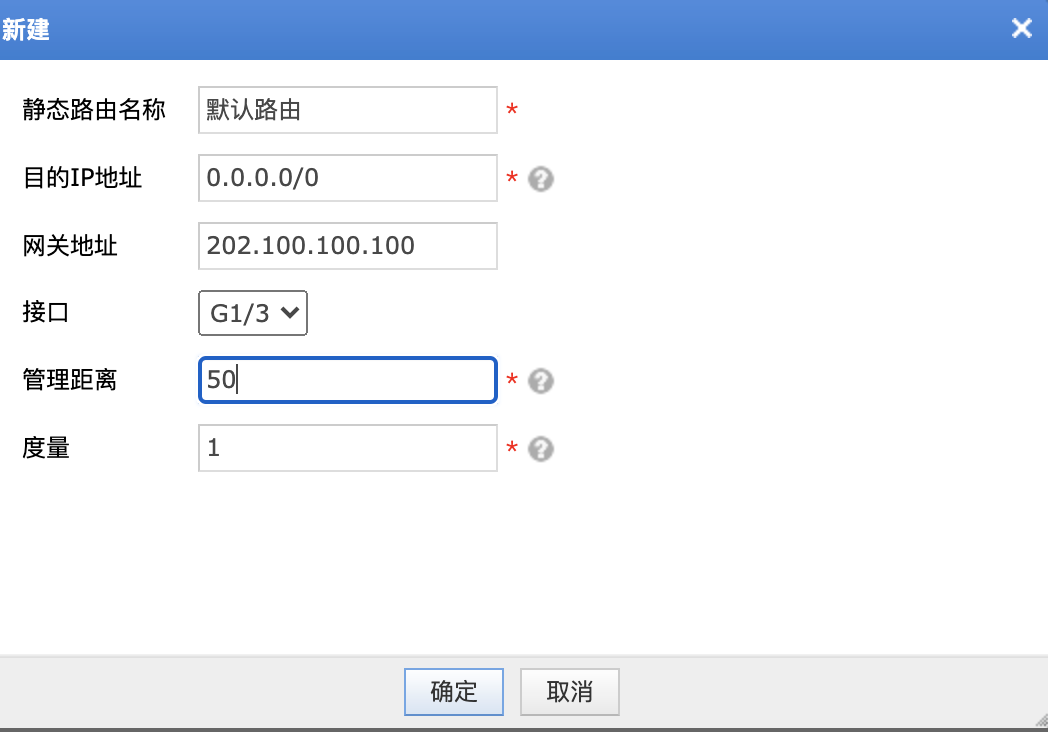 新建
静态路由名称 默认路由 *
目的IP地址 0.0.0.0/0 * ?
网关地址 202.100.100.100
接口 G1/3
管理距离 50 * ?
度量 1 * ?
确定 取消